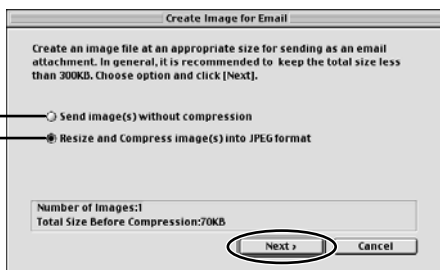 Create Image for Email
Create an image file at an appropriate size for sending as an email
attachment. In general, it is recommended to keep the total size less
than 300KB. Choose option and click [Next].
Send image(s) without compression
Resize and Compress image(s) into JPEG format
Number of Images:1
Total Size Before Compression:70KB
Next ›
Cancel